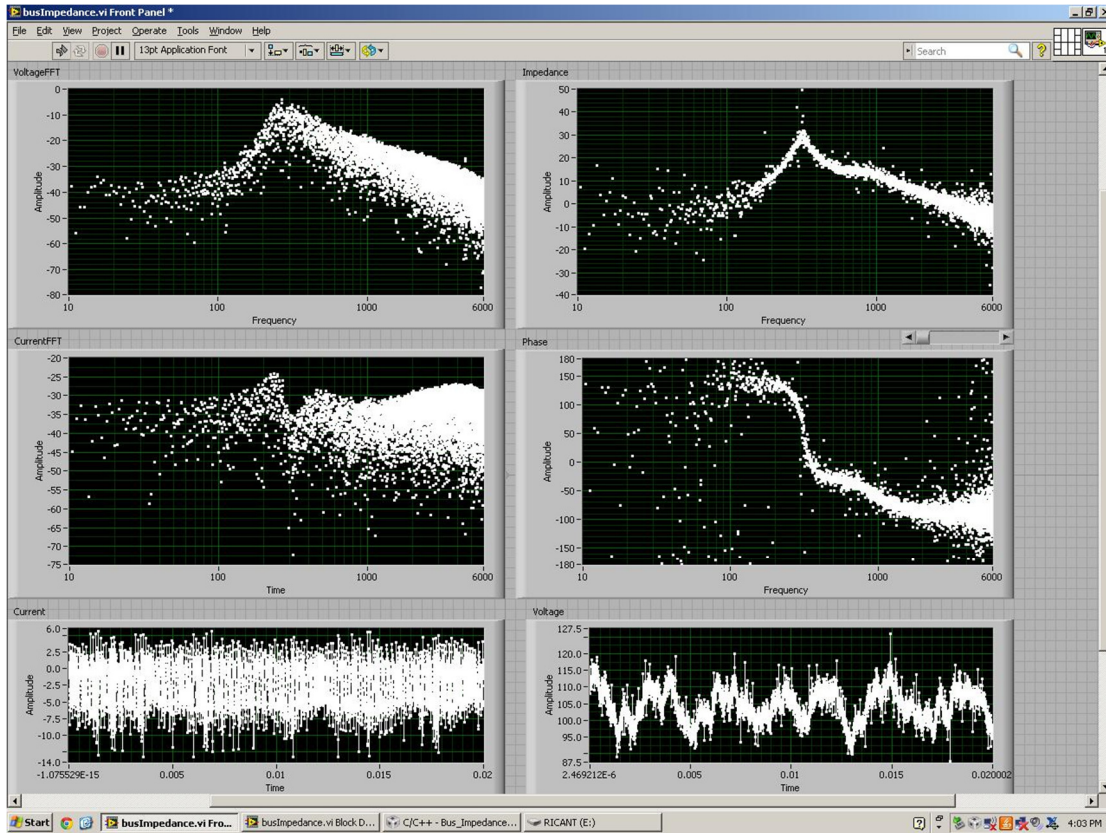 busImpedance.vi Front Panel *
File Edit View Project Operate Tools Window Help
13pt Application Font
Search
VoltageFFT
0-
-10-
-20-
-30-
-40-
-50-
-60-
-70-
-80-
Amplitude
10 100 1000 6000
Frequency
Impedance
50-
40-
30-
20-
10-
0-
-10-
-20-
-30-
-40-
Amplitude
10 100 1000 6000
Frequency
CurrentFFT
-20-
-25-
-30-
-35-
-40-
-45-
-50-
-55-
-60-
-65-
-70-
-75-
Amplitude
10 100 1000 6000
Time
Phase
180-
150-
100-
50-
0-
-50-
-100-
-150-
-180-
Amplitude
10 100 1000 6000
Frequency
Current
6.0-
2.5-
0.0-
-2.5-
-5.0-
-7.5-
-10.0-
-14.0-
Amplitude
-1.075529E-15 0.005 0.01 0.015 0.02
Time
Voltage
127.5-
115.0-
110.0-
105.0-
100.0-
95.0-
87.5-
Amplitude
2.469212E-6 0.005 0.01 0.015 0.020002
Time
Start busImpedance.vi Fro... busImpedance.vi Block D... C/C++ - Bus_Impedance... RICANT (E:) 4:03 PM